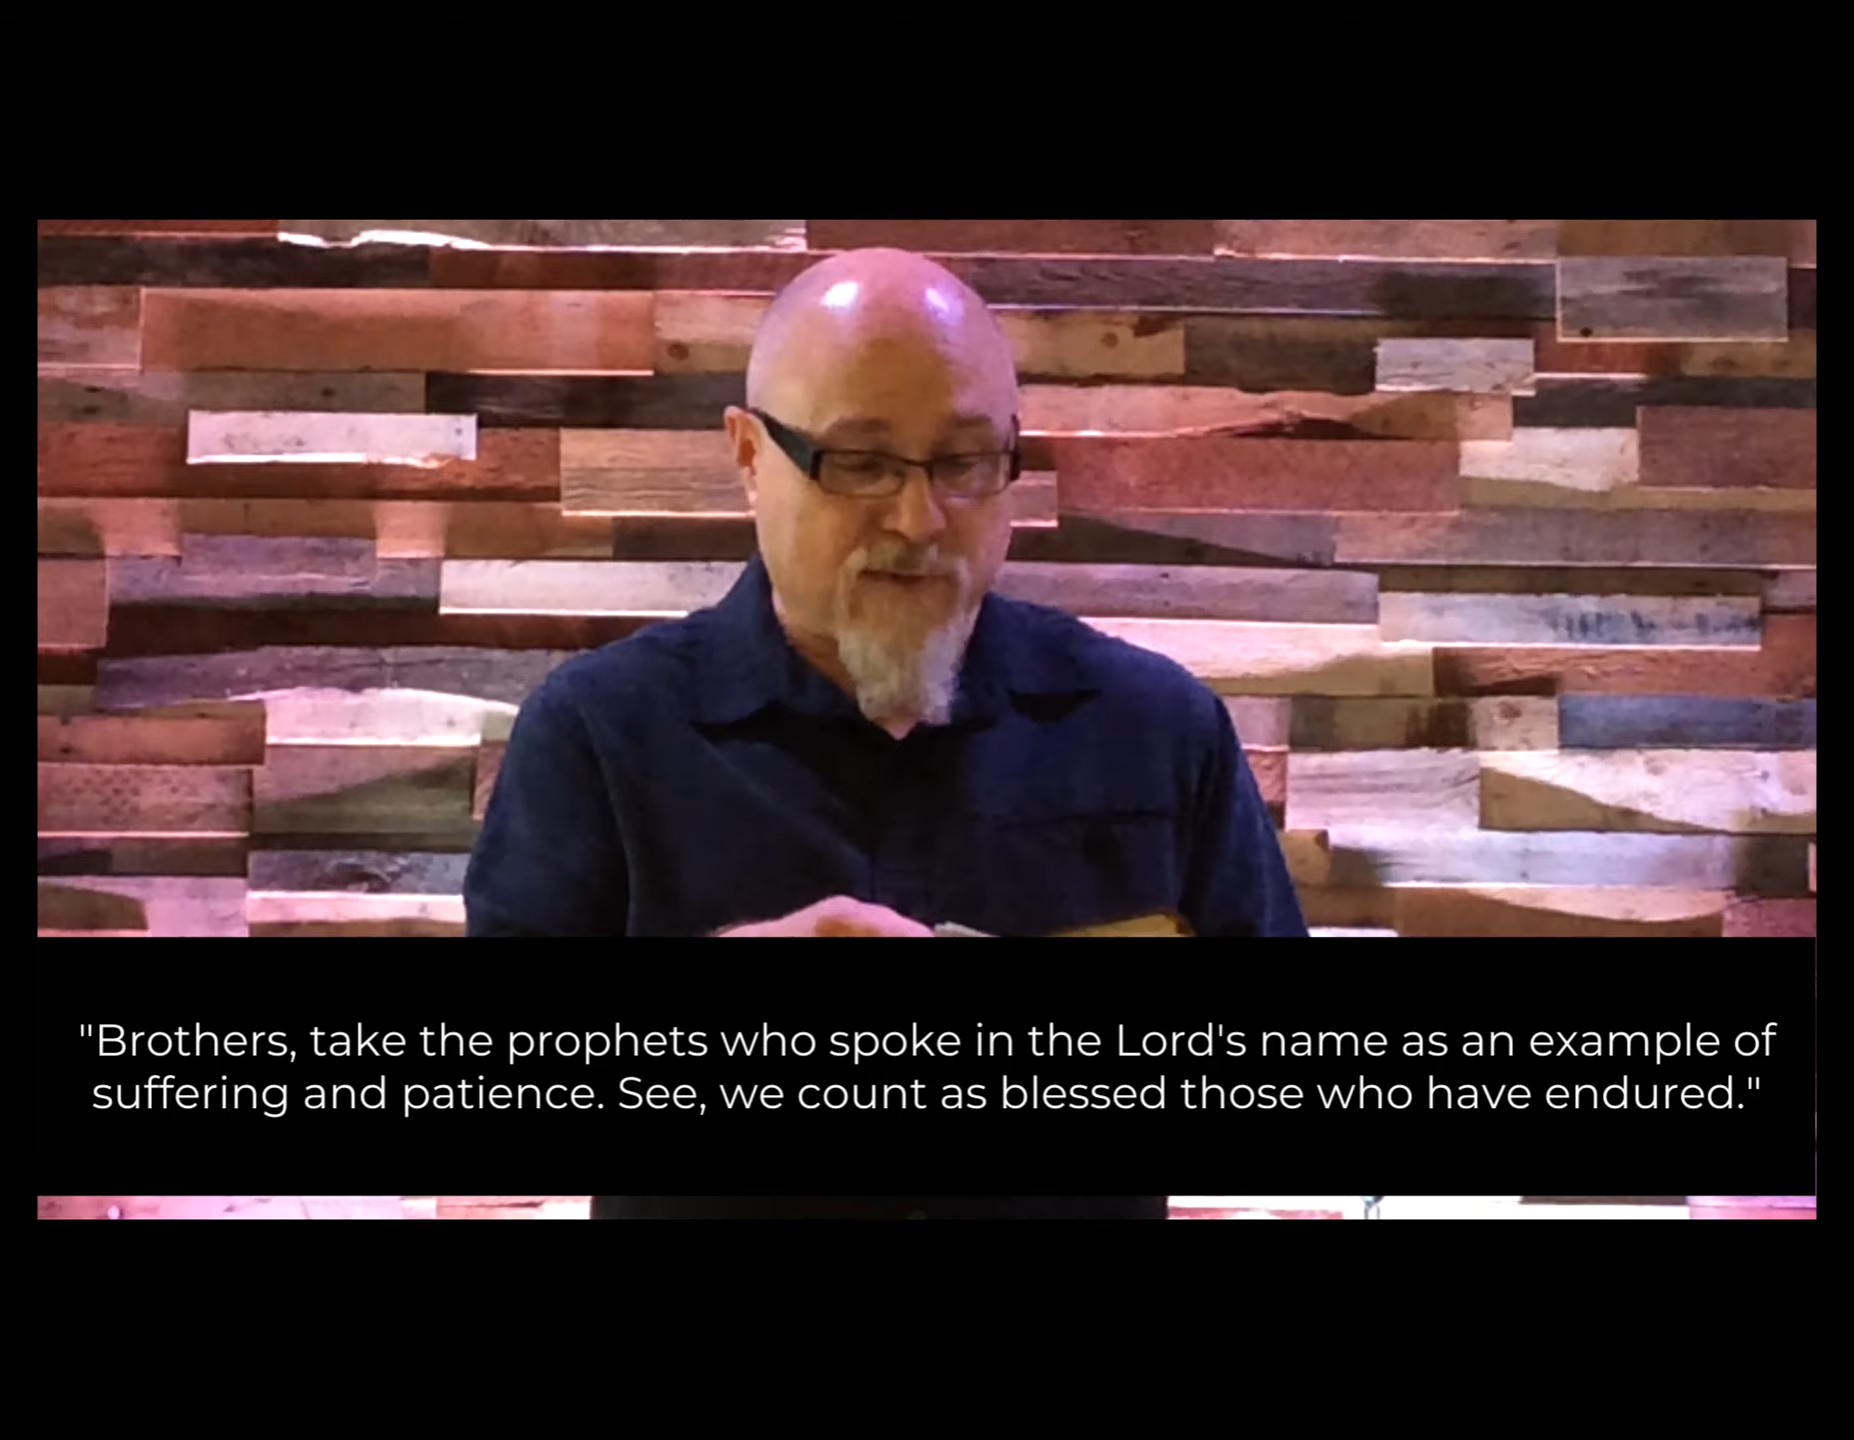 "Brothers, take the prophets who spoke in the Lord's name as an example of
suffering and patience. See, we count as blessed those who have endured."